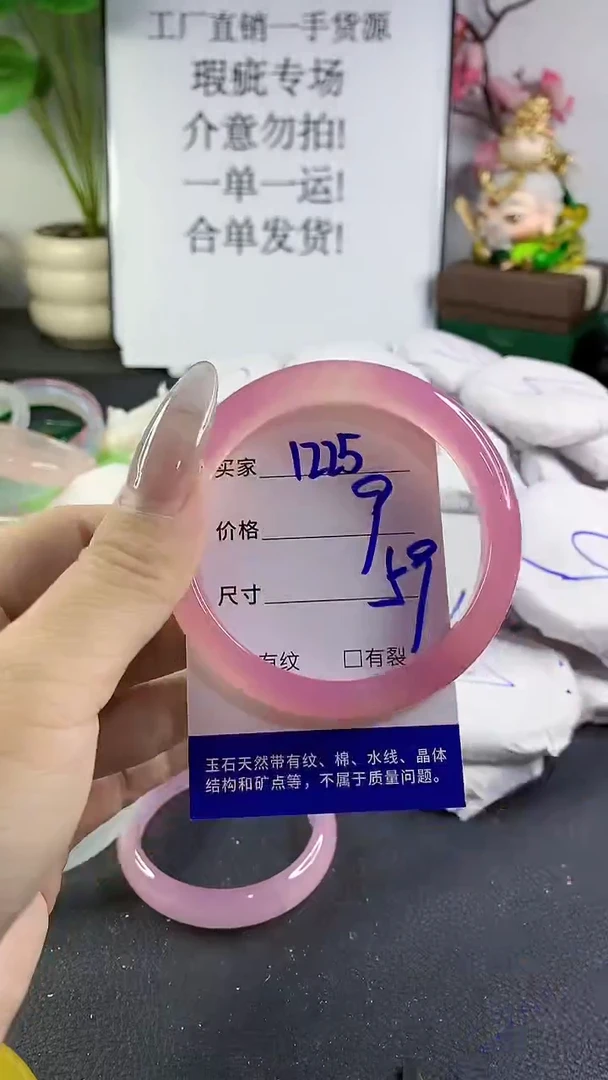 工厂直销一手货源
瑕疵专场
介意勿拍!
一单一运!
合单发货!
买家 1225
价格 9
尺寸 59
有纹 □有裂
玉石天然带有纹、棉、水线、晶体
结构和矿点等，不属于质量问题。